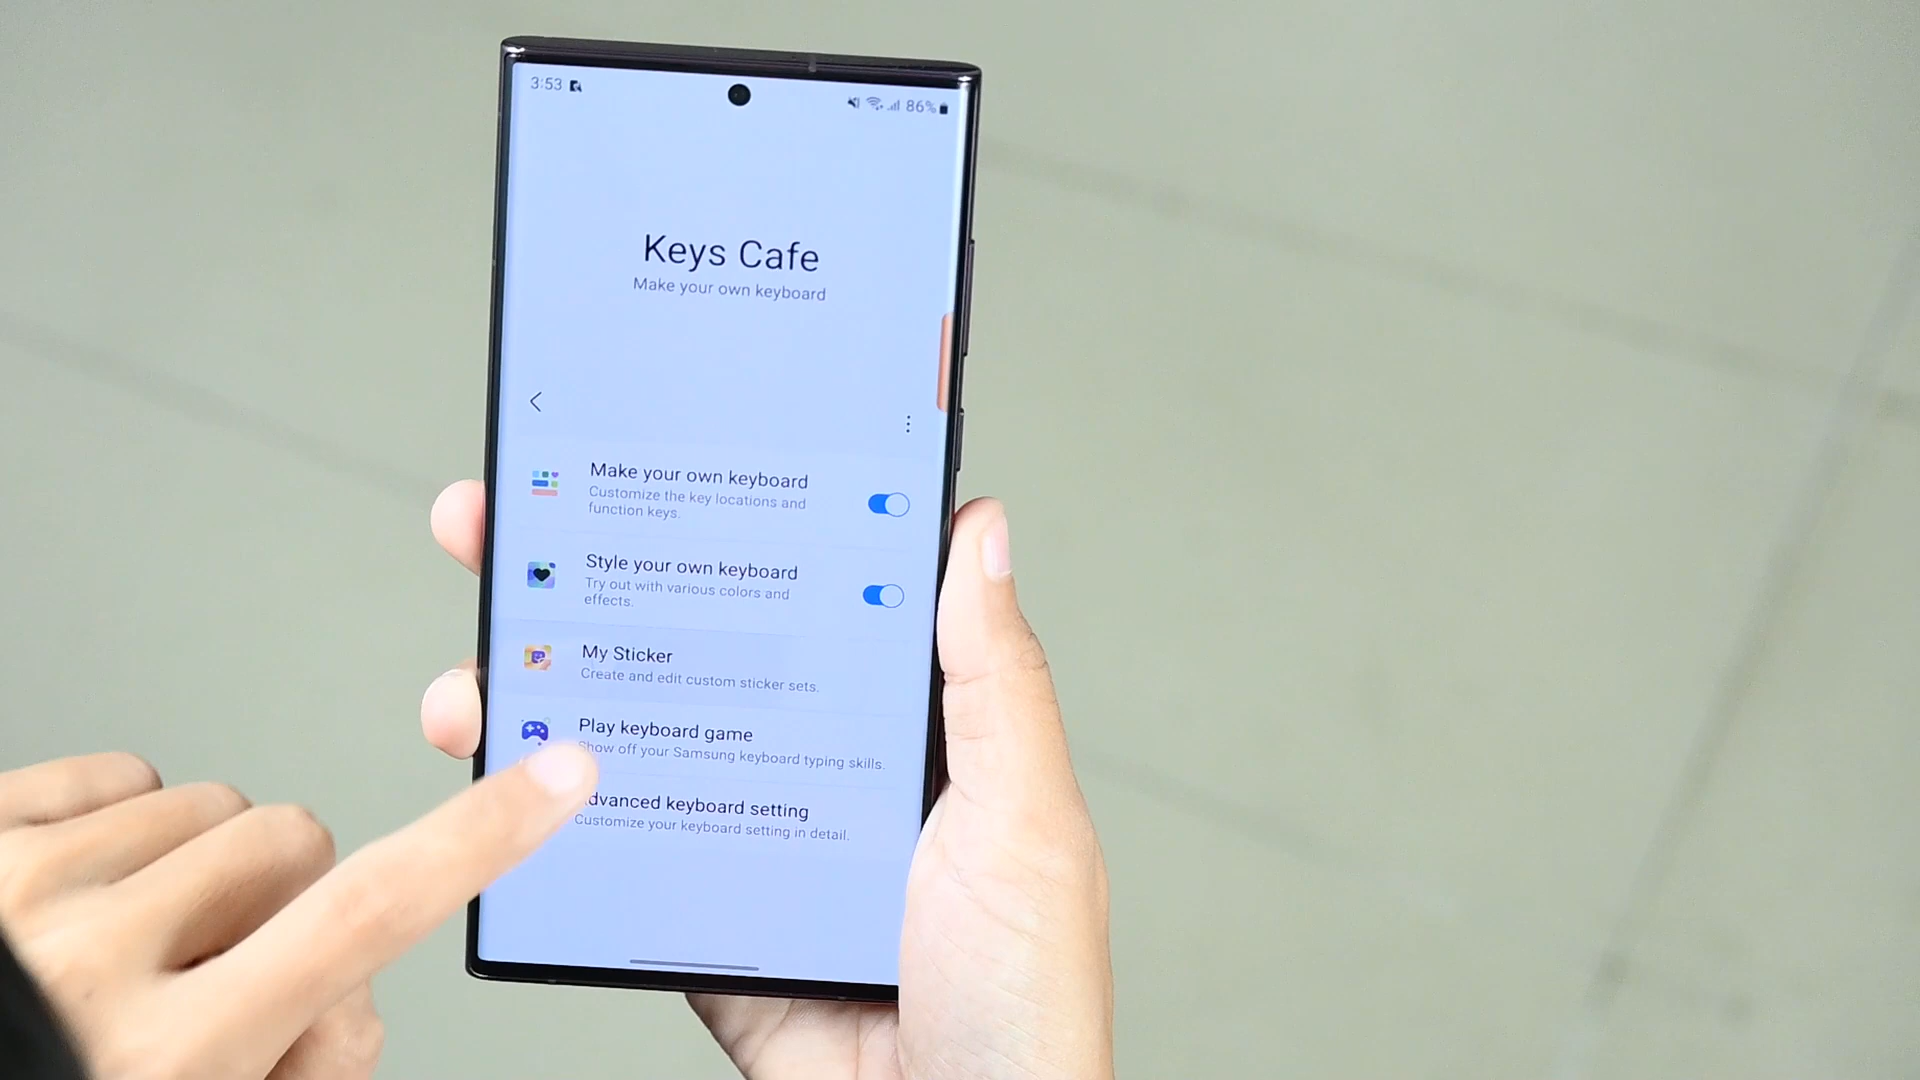 3:53
86%
Keys Cafe
Make your own keyboard
Make your own keyboard
Customize the key locations and
function keys.
Style your own keyboard
Try out with various colors and
effects.
My Sticker
Create and edit custom sticker sets.
Play keyboard game
Show off your Samsung keyboard typing skills.
dvanced keyboard setting
Customize your keyboard setting in detail.